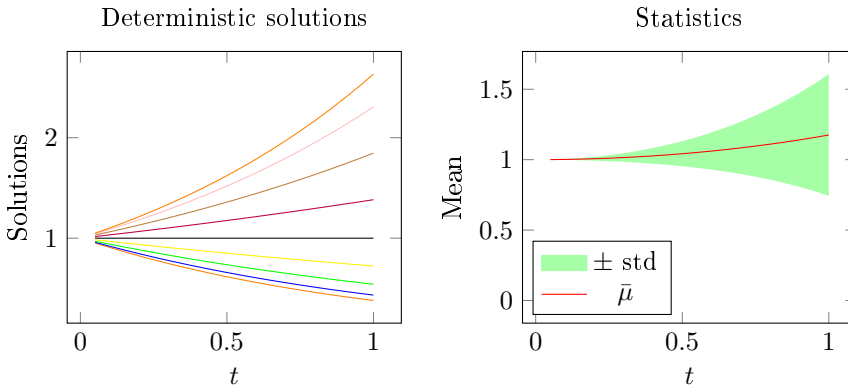 Deterministic solutions
Solutions
2
1
0
0.5
1
t
Statistics
Mean
1.5
1
0.5
0
± std
μ̄
0
0.5
1
t